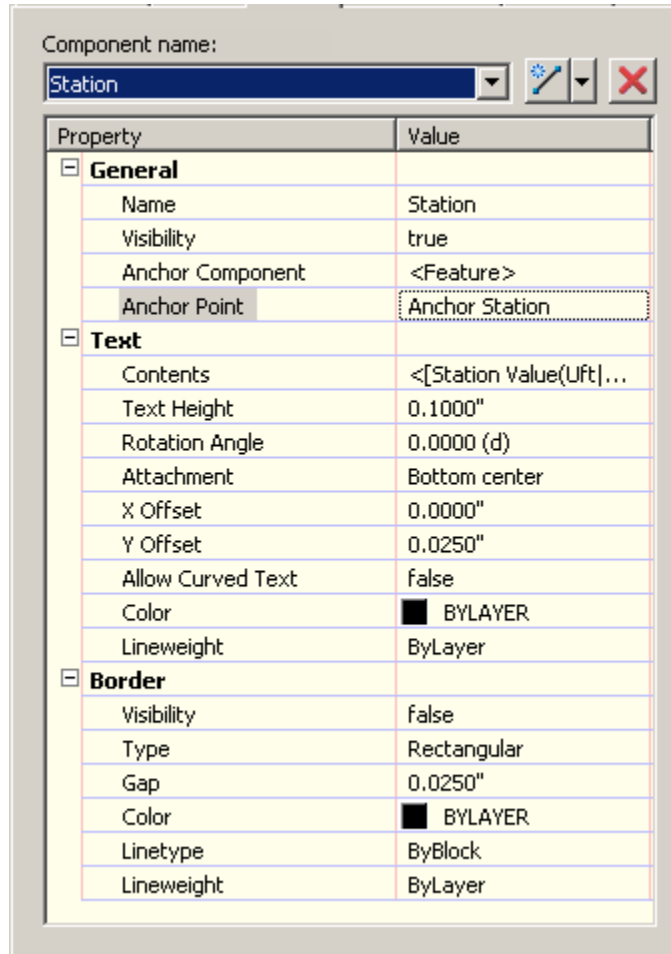 Component name:
Station
Property Value
General
Name Station
Visibility true
Anchor Component <Feature>
Anchor Point Anchor Station
Text
Contents <[Station Value(Uft|...
Text Height 0.1000"
Rotation Angle 0.0000 (d)
Attachment Bottom center
X Offset 0.0000"
Y Offset 0.0250"
Allow Curved Text false
Color BYLAYER
Lineweight ByLayer
Border
Visibility false
Type Rectangular
Gap 0.0250"
Color BYLAYER
Linetype ByBlock
Lineweight ByLayer